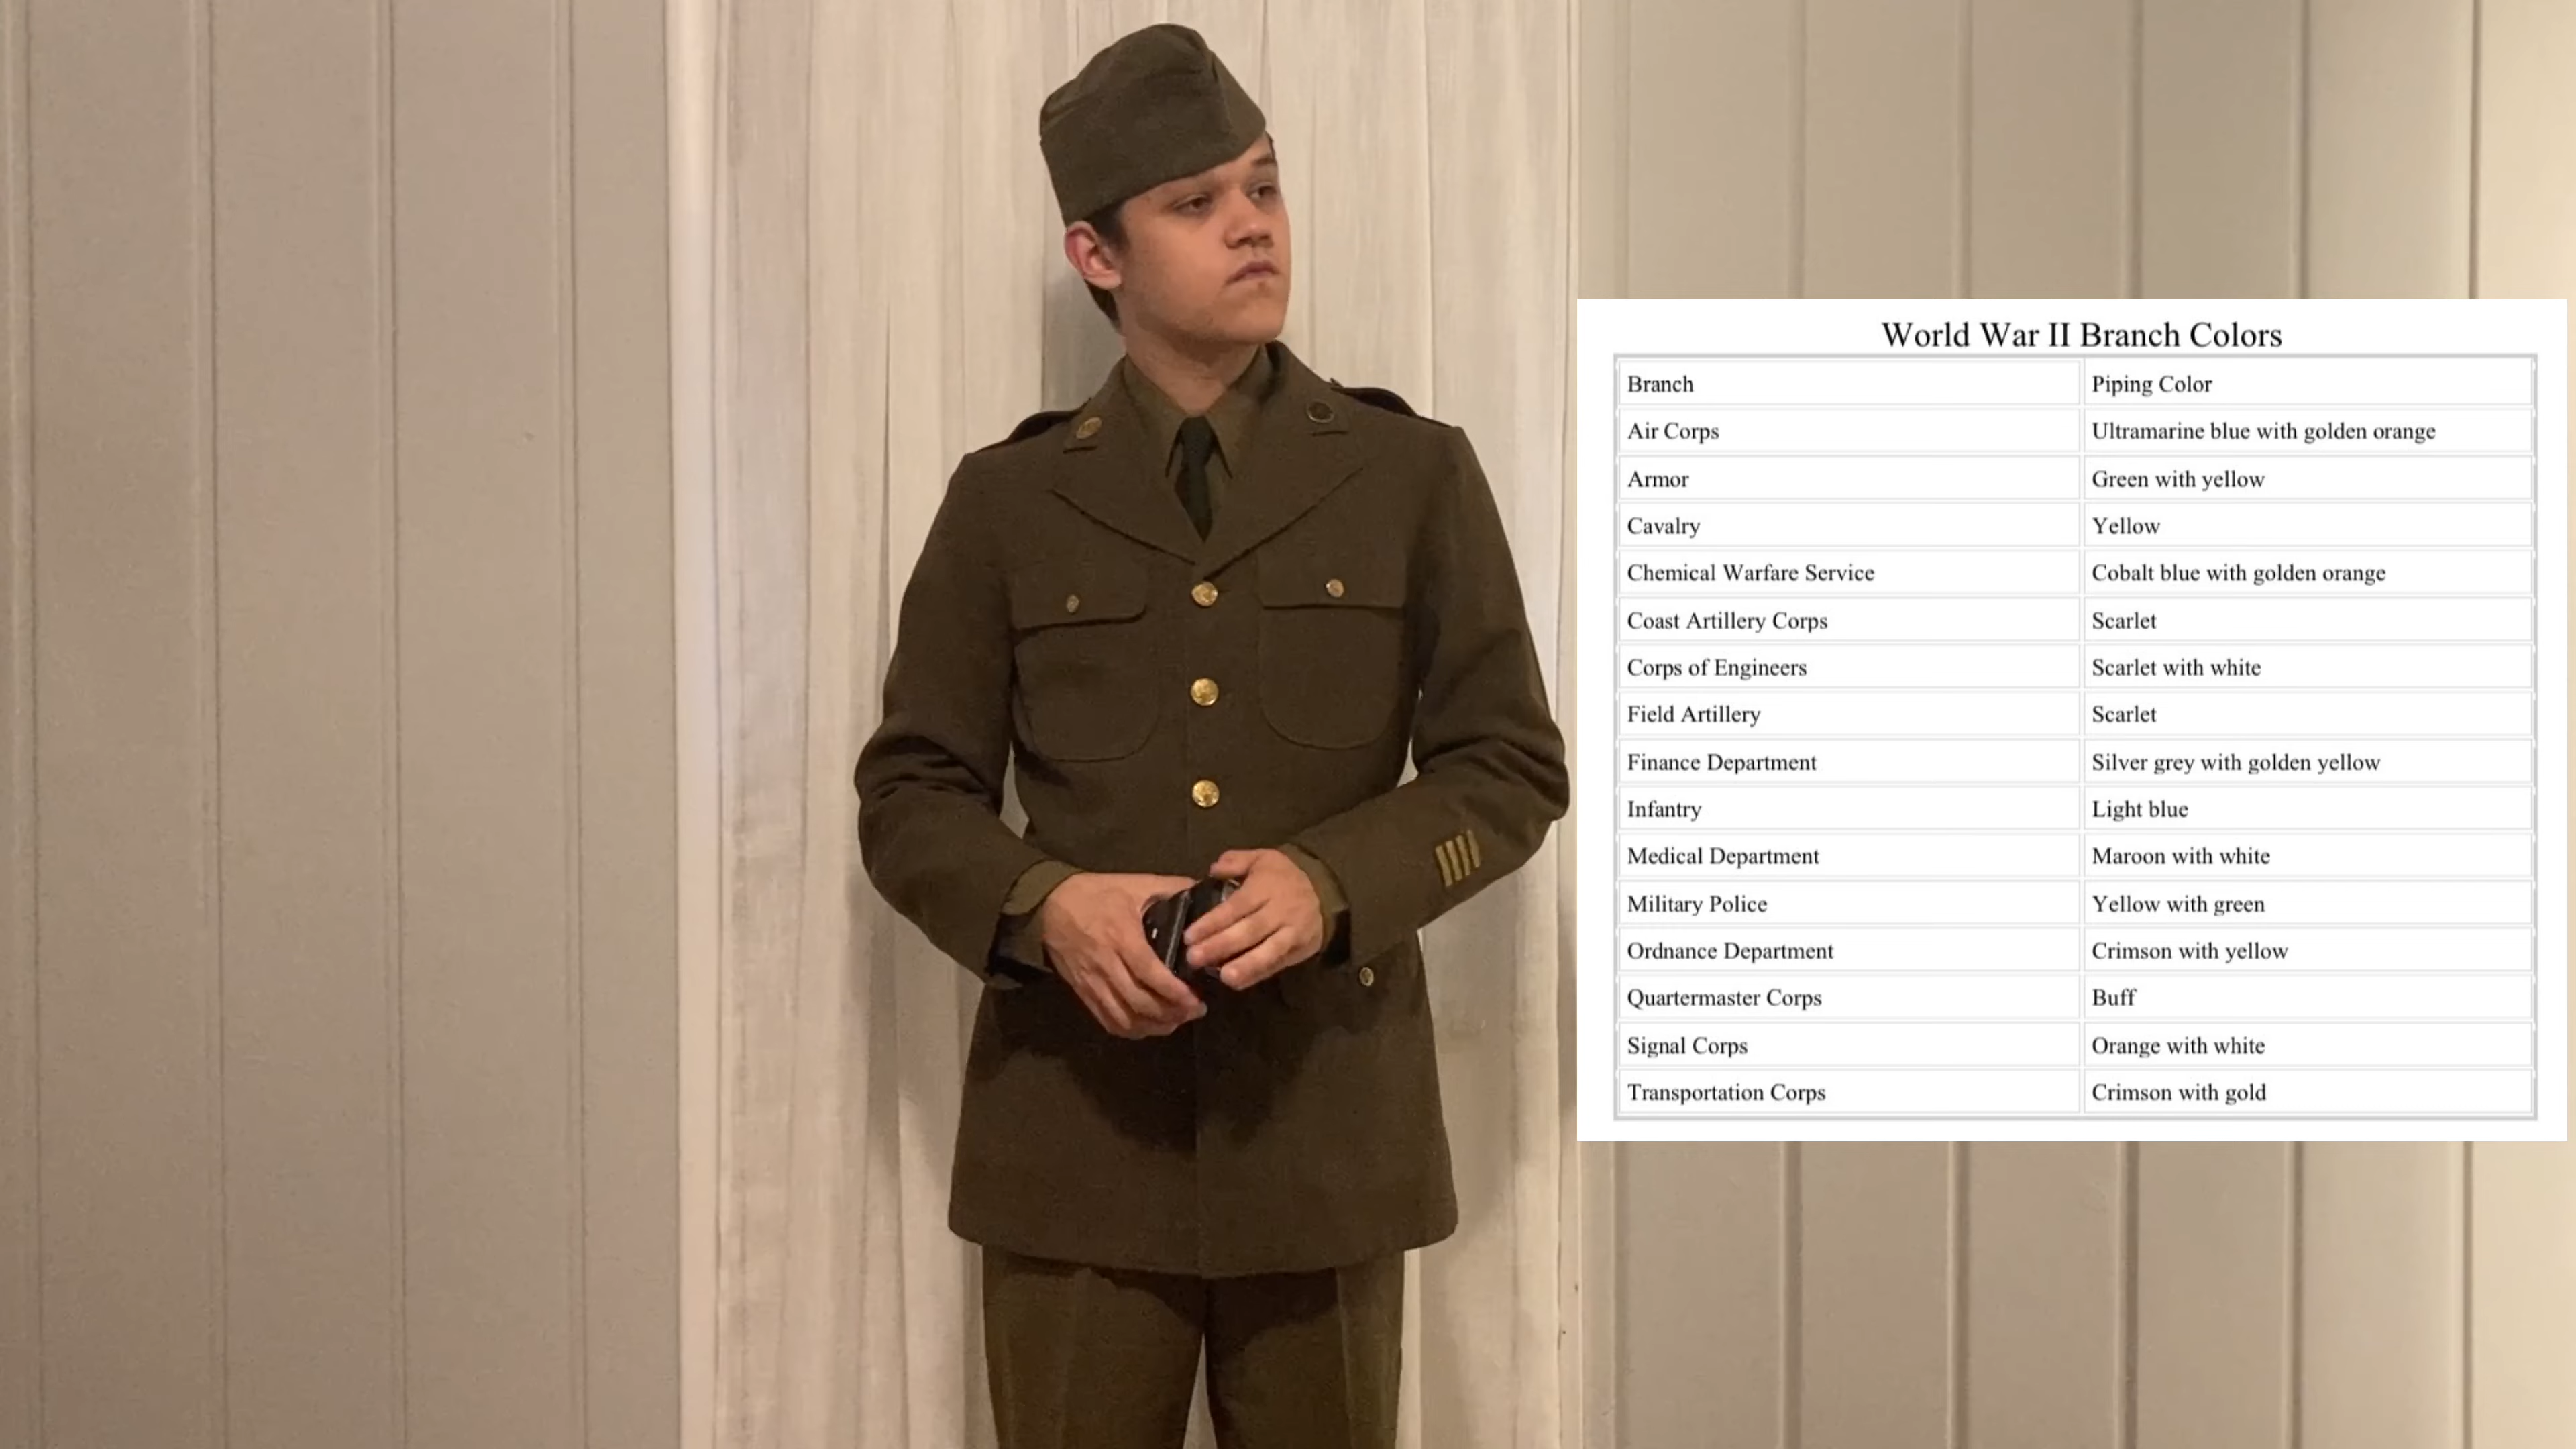 World War II Branch Colors
Branch Piping Color
Air Corps Ultramarine blue with golden orange
Armor Green with yellow
Cavalry Yellow
Chemical Warfare Service Cobalt blue with golden orange
Coast Artillery Corps Scarlet
Corps of Engineers Scarlet with white
Field Artillery Scarlet
Finance Department Silver grey with golden yellow
Infantry Light blue
Medical Department Maroon with white
Military Police Yellow with green
Ordnance Department Crimson with yellow
Quartermaster Corps Buff
Signal Corps Orange with white
Transportation Corps Crimson with gold